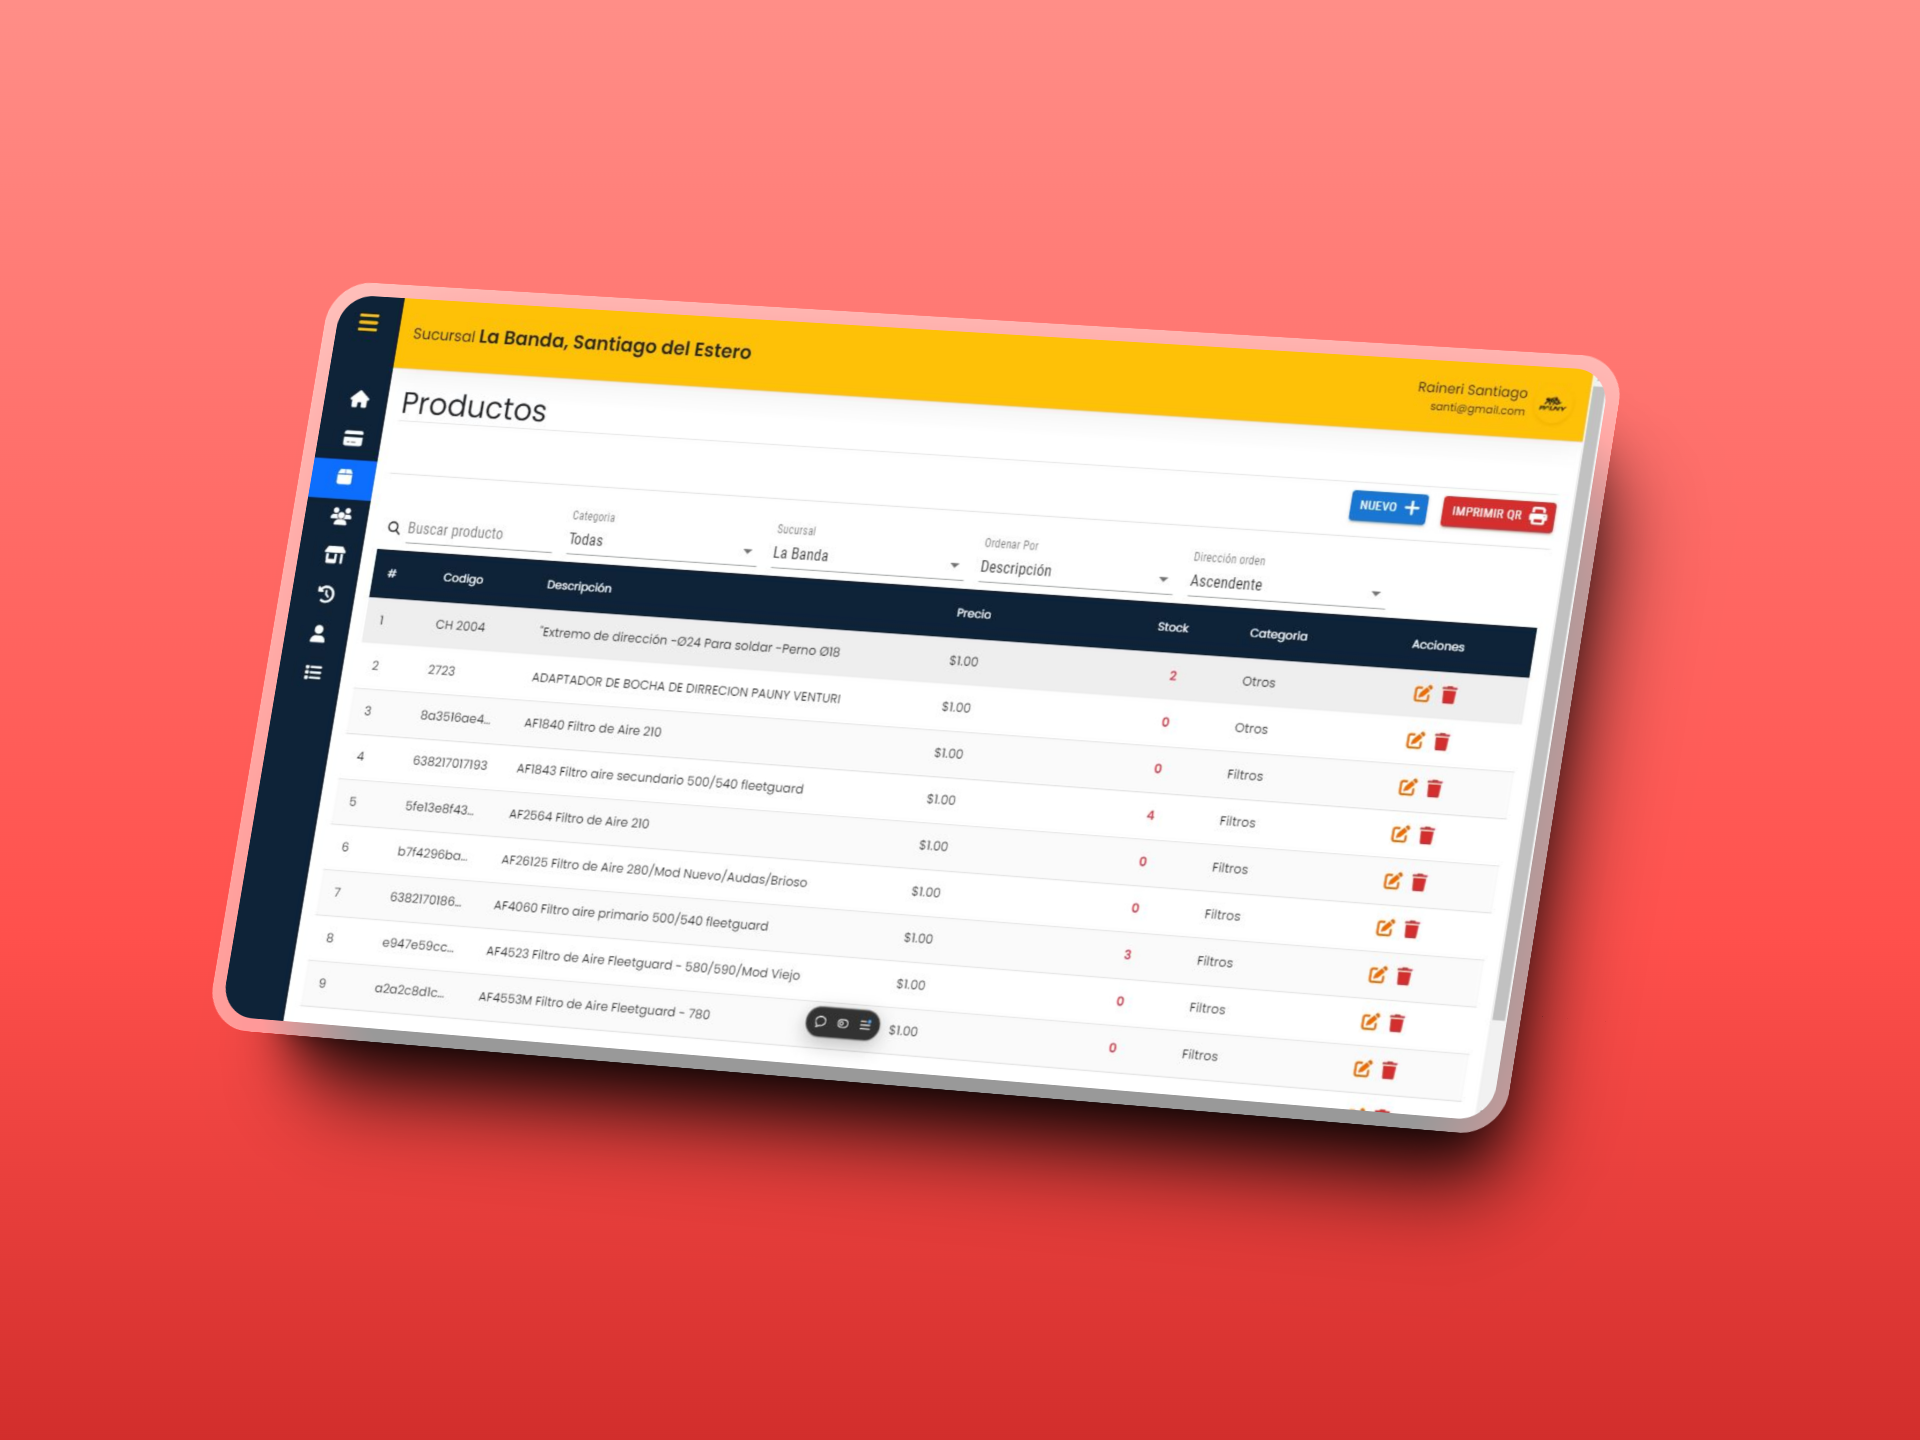 Sucursal La Banda, Santiago del Estero
Raineri Santiago
santi@gmail.com
Productos
NUEVO
IMPRIMIR QR
Buscar producto
Categoria
Todas
Sucursal
La Banda
Ordenar Por
Descripción
Dirección orden
Ascendente
# Codigo Descripción Precio Stock Categoria Acciones
1 CH 2004 "Extremo de dirección -Ø24 Para soldar -Perno Ø18 $1.00 2 Otros
2 2723 ADAPTADOR DE BOCHA DE DIRRECION PAUNY VENTURI $1.00 0 Otros
3 8a3516ae4... AF1840 Filtro de Aire 210 $1.00 0 Filtros
4 638217017193 AF1843 Filtro aire secundario 500/540 fleetguard $1.00 4 Filtros
5 5fe13e8f43... AF2564 Filtro de Aire 210 $1.00 0 Filtros
6 b7f4296ba... AF26125 Filtro de Aire 280/Mod Nuevo/Audas/Brioso $1.00 0 Filtros
7 6382170186... AF4060 Filtro aire primario 500/540 fleetguard $1.00 3 Filtros
8 e947e59cc... AF4523 Filtro de Aire Fleetguard - 580/590/Mod Viejo $1.00 0 Filtros
9 a2a2c8d1c... AF4553M Filtro de Aire Fleetguard - 780 $1.00 0 Filtros